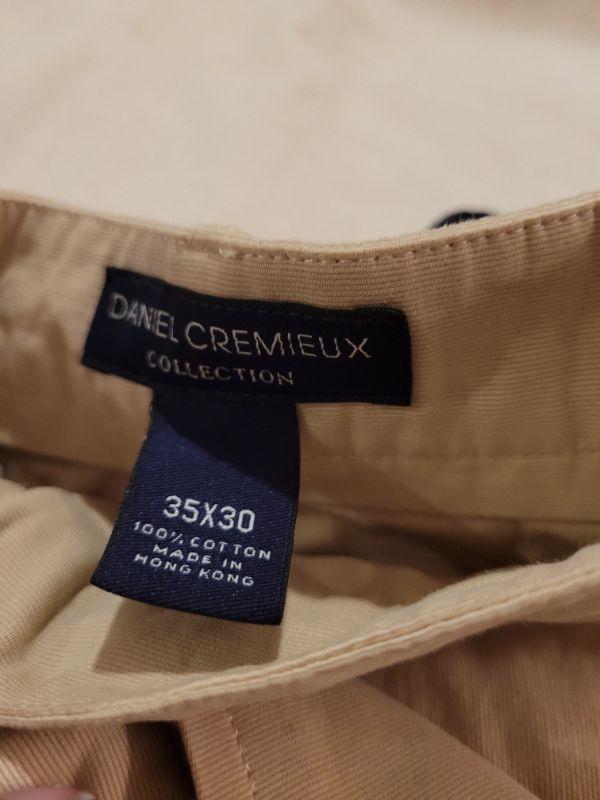 DANIEL CREMIEUX
COLLECTION
35X30
100% COTTON
MADE IN
HONG KONG